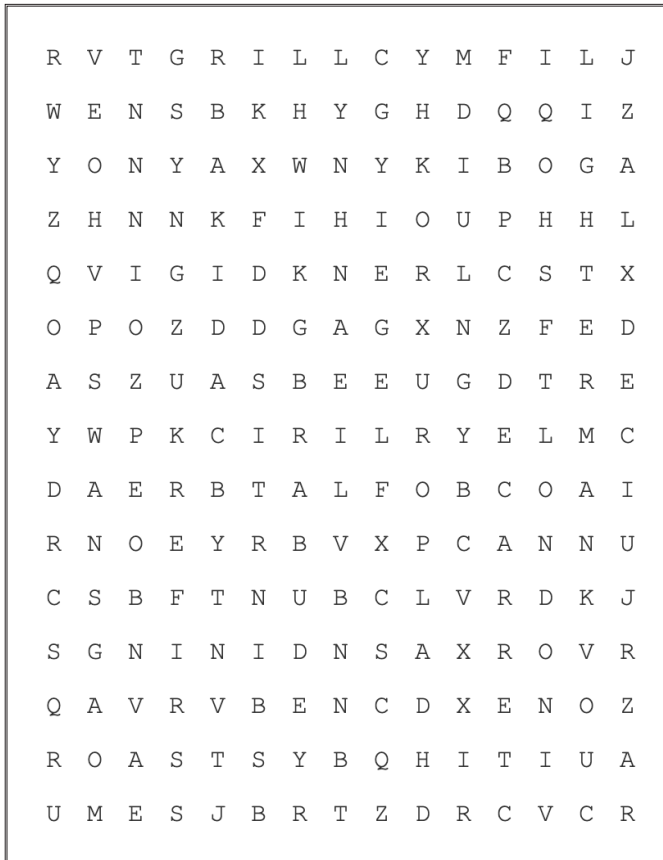 R V T G R I L L C Y M F I L J
W E N S B K H Y G H D Q Q I Z
Y O N Y A X W N Y K I B O G A
Z H N N K F I H I O U P H H L
Q V I G I D K N E R L C S T X
O P O Z D D G A G X N Z F E D
A S Z U A S B E E U G D T R E
Y W P K C I R I L R Y E L M C
D A E R B T A L F O B C O A I
R N O E Y R B V X P C A N N U
C S B F T N U B C L V R D K J
S G N I N I D N S A X R O V R
Q A V R V B E N C D X E N O Z
R O A S T S Y B Q H I T I U A
U M E S J B R T Z D R C V C R